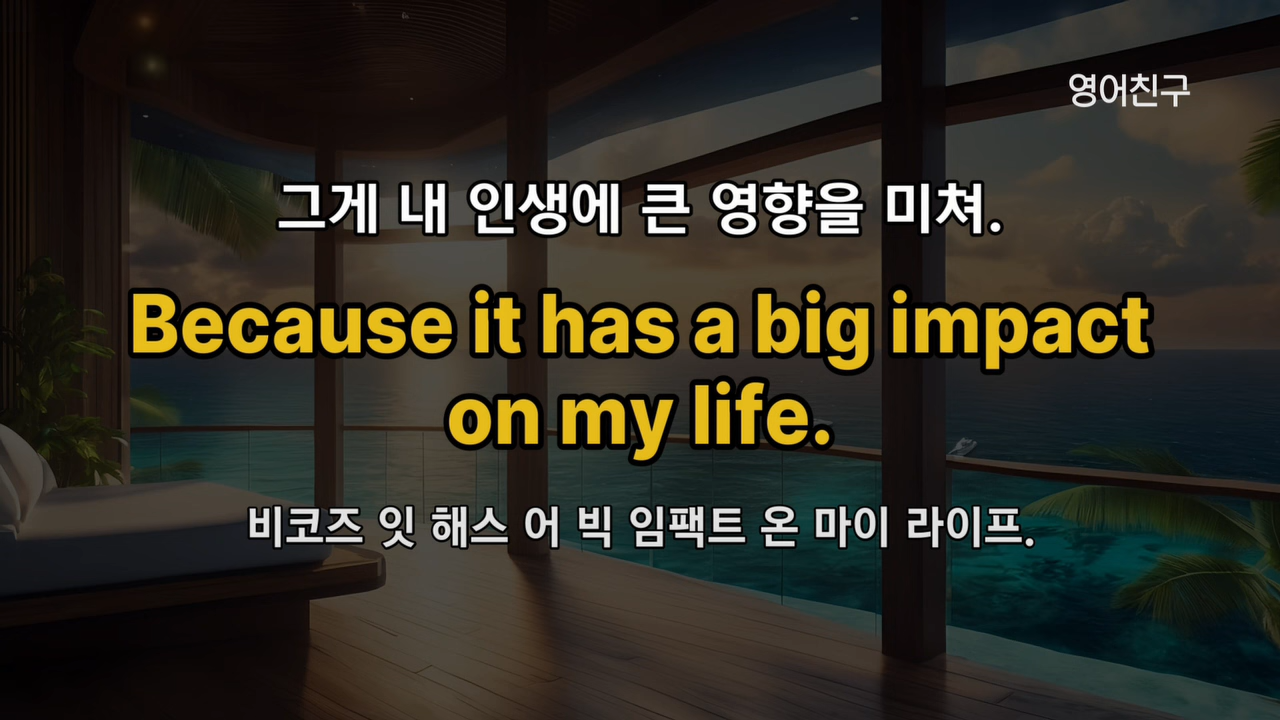 영어친구
그게 내 인생에 큰 영향을 미쳐.
Because it has a big impact
on my life.
비코즈 잇 해스 어 빅 임팩트 온 마이 라이프.